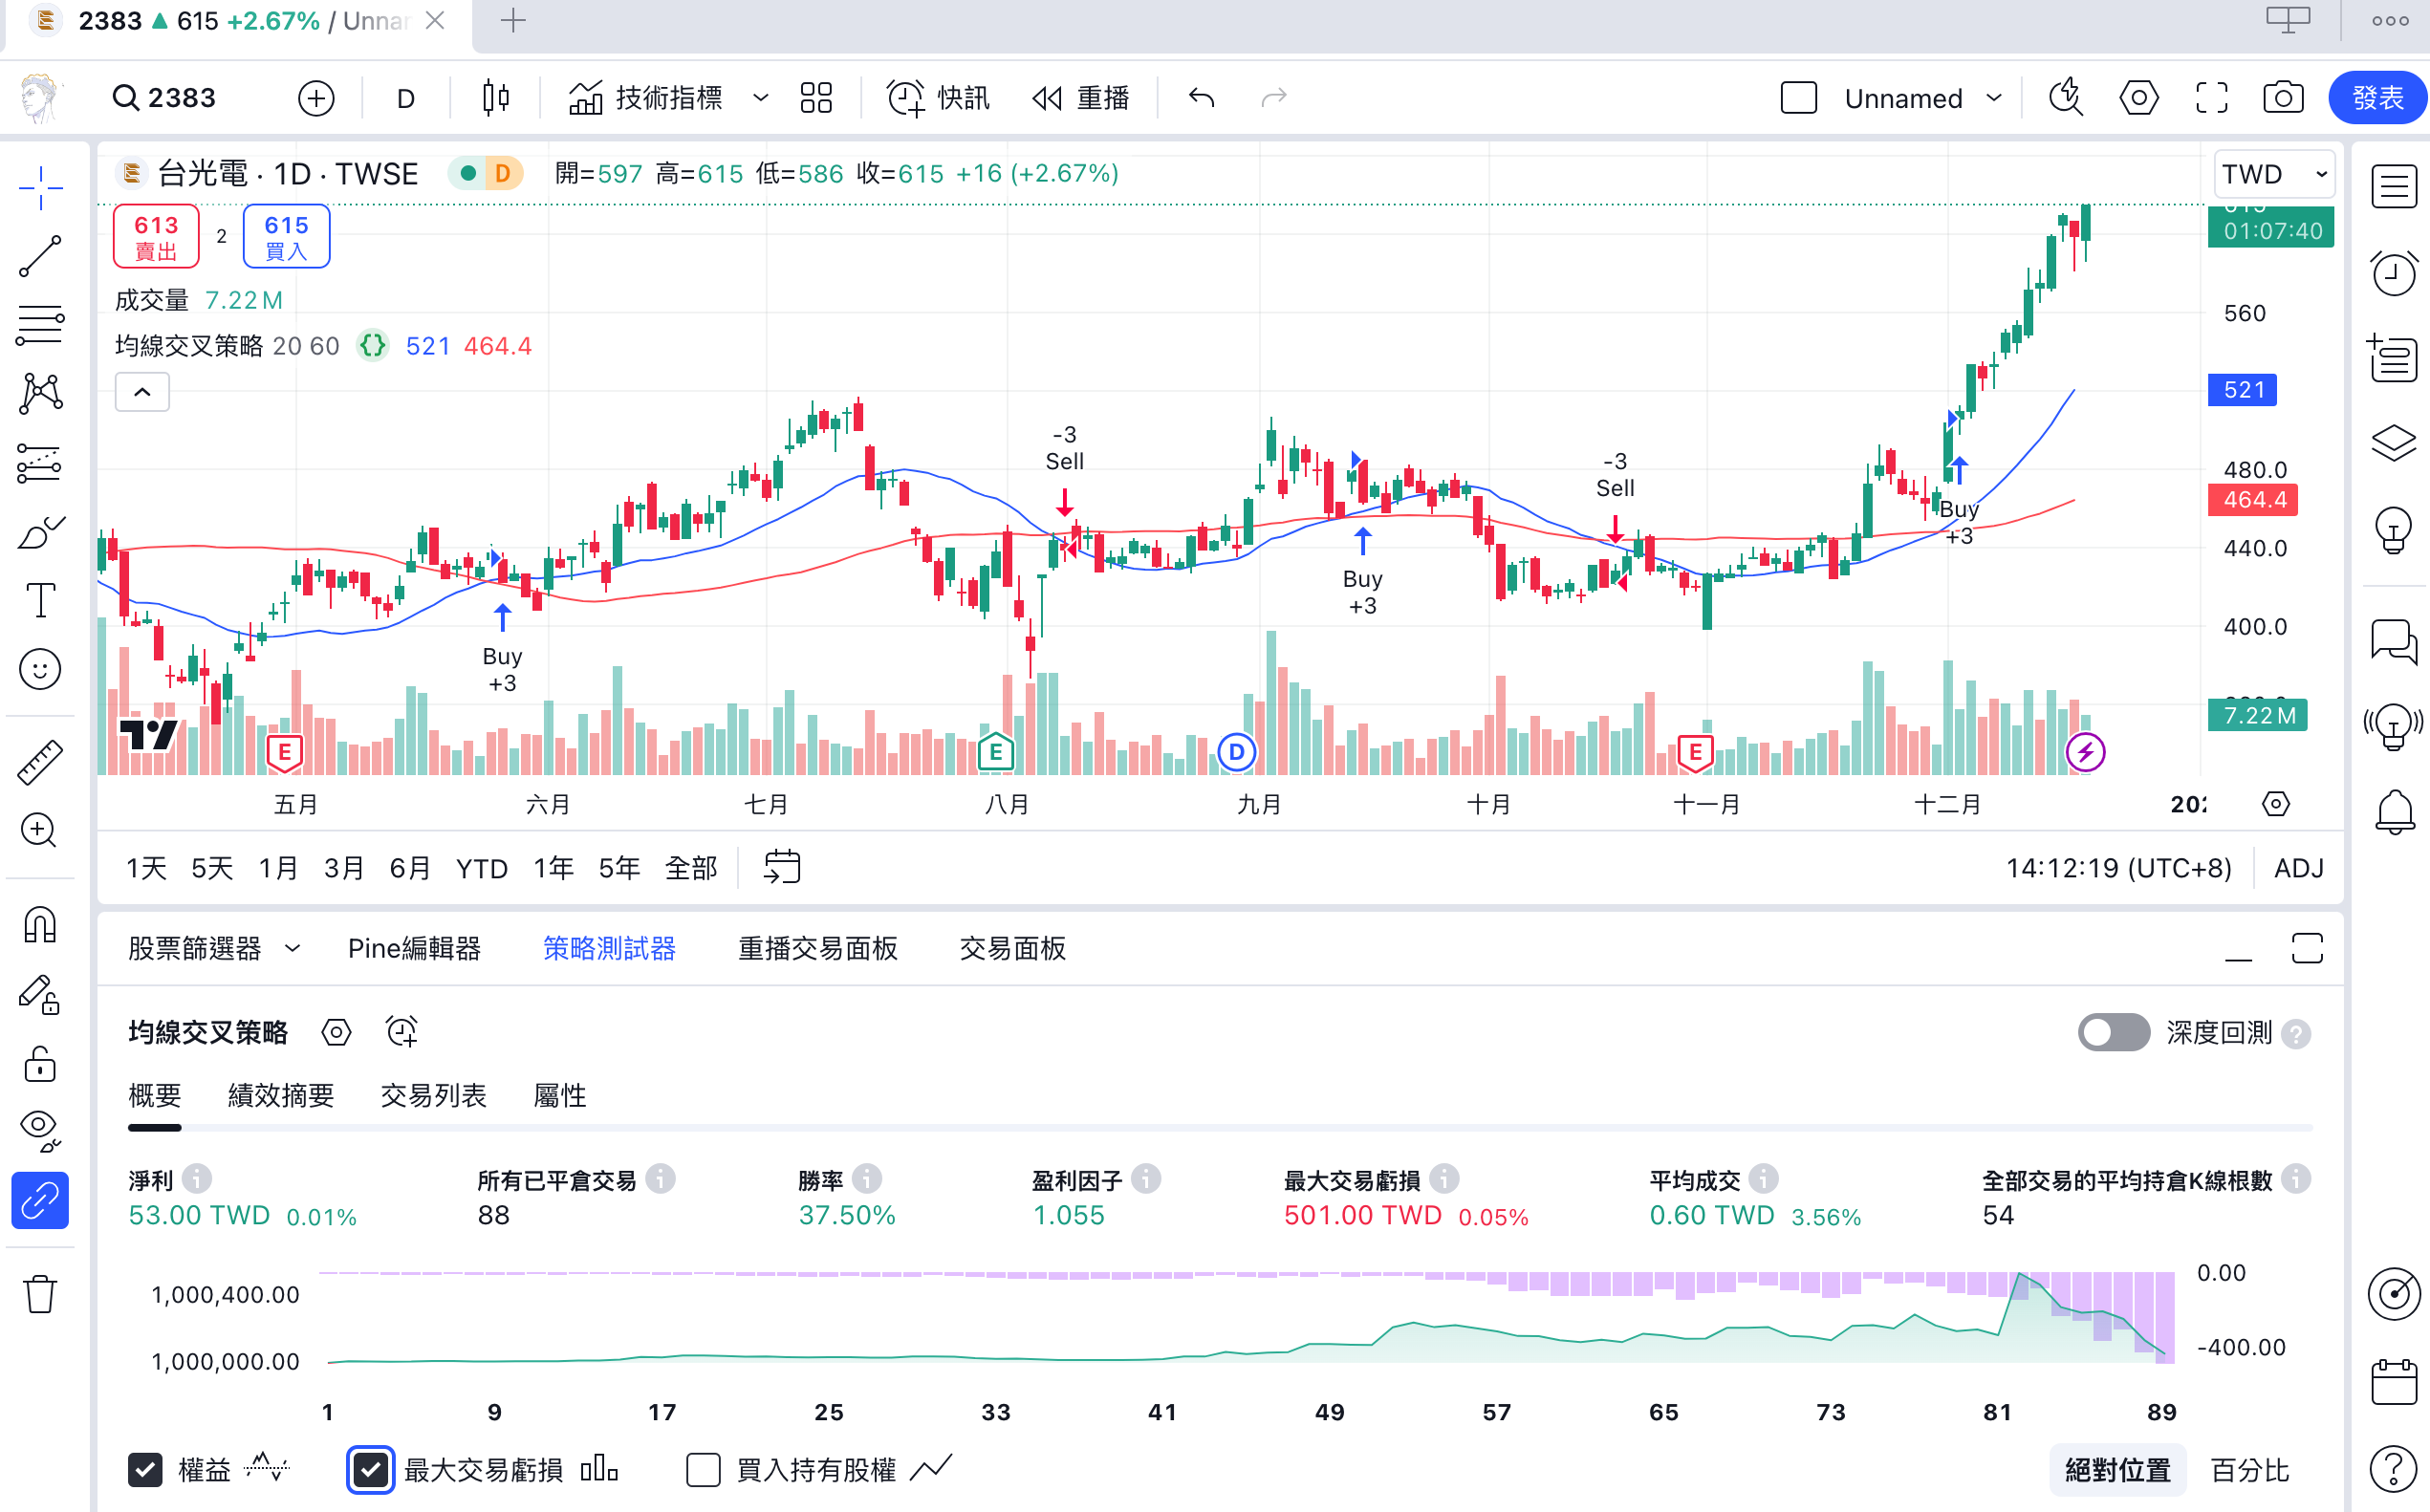 2383 ▲ 615 +2.67% / Unnar
2383
D
技術指標
快訊
重播
Unnamed
發表
台光電 · 1D · TWSE
D
開=597 高=615 低=586 收=615 +16 (+2.67%)
TWD
613
賣出
2
615
買入
成交量 7.22 M
均線交叉策略 20 60 {} 521 464.4
01:07:40
560
521
480.0
464.4
440.0
400.0
7.22 M
-3
Sell
-3
Sell
Buy
+3
Buy
+3
Buy
+3
E
E
D
E
五月
六月
七月
八月
九月
十月
十一月
十二月
202
1天 5天 1月 3月 6月 YTD 1年 5年 全部
14:12:19 (UTC+8)
ADJ
股票篩選器
Pine編輯器
策略測試器
重播交易面板
交易面板
均線交叉策略
深度回測
概要
績效摘要
交易列表
屬性
淨利
53.00 TWD 0.01%
所有已平倉交易
88
勝率
37.50%
盈利因子
1.055
最大交易虧損
501.00 TWD 0.05%
平均成交
0.60 TWD 3.56%
全部交易的平均持倉K線根數
54
1,000,400.00
1,000,000.00
0.00
-400.00
1 9 17 25 33 41 49 57 65 73 81 89
權益
最大交易虧損
買入持有股權
絕對位置
百分比